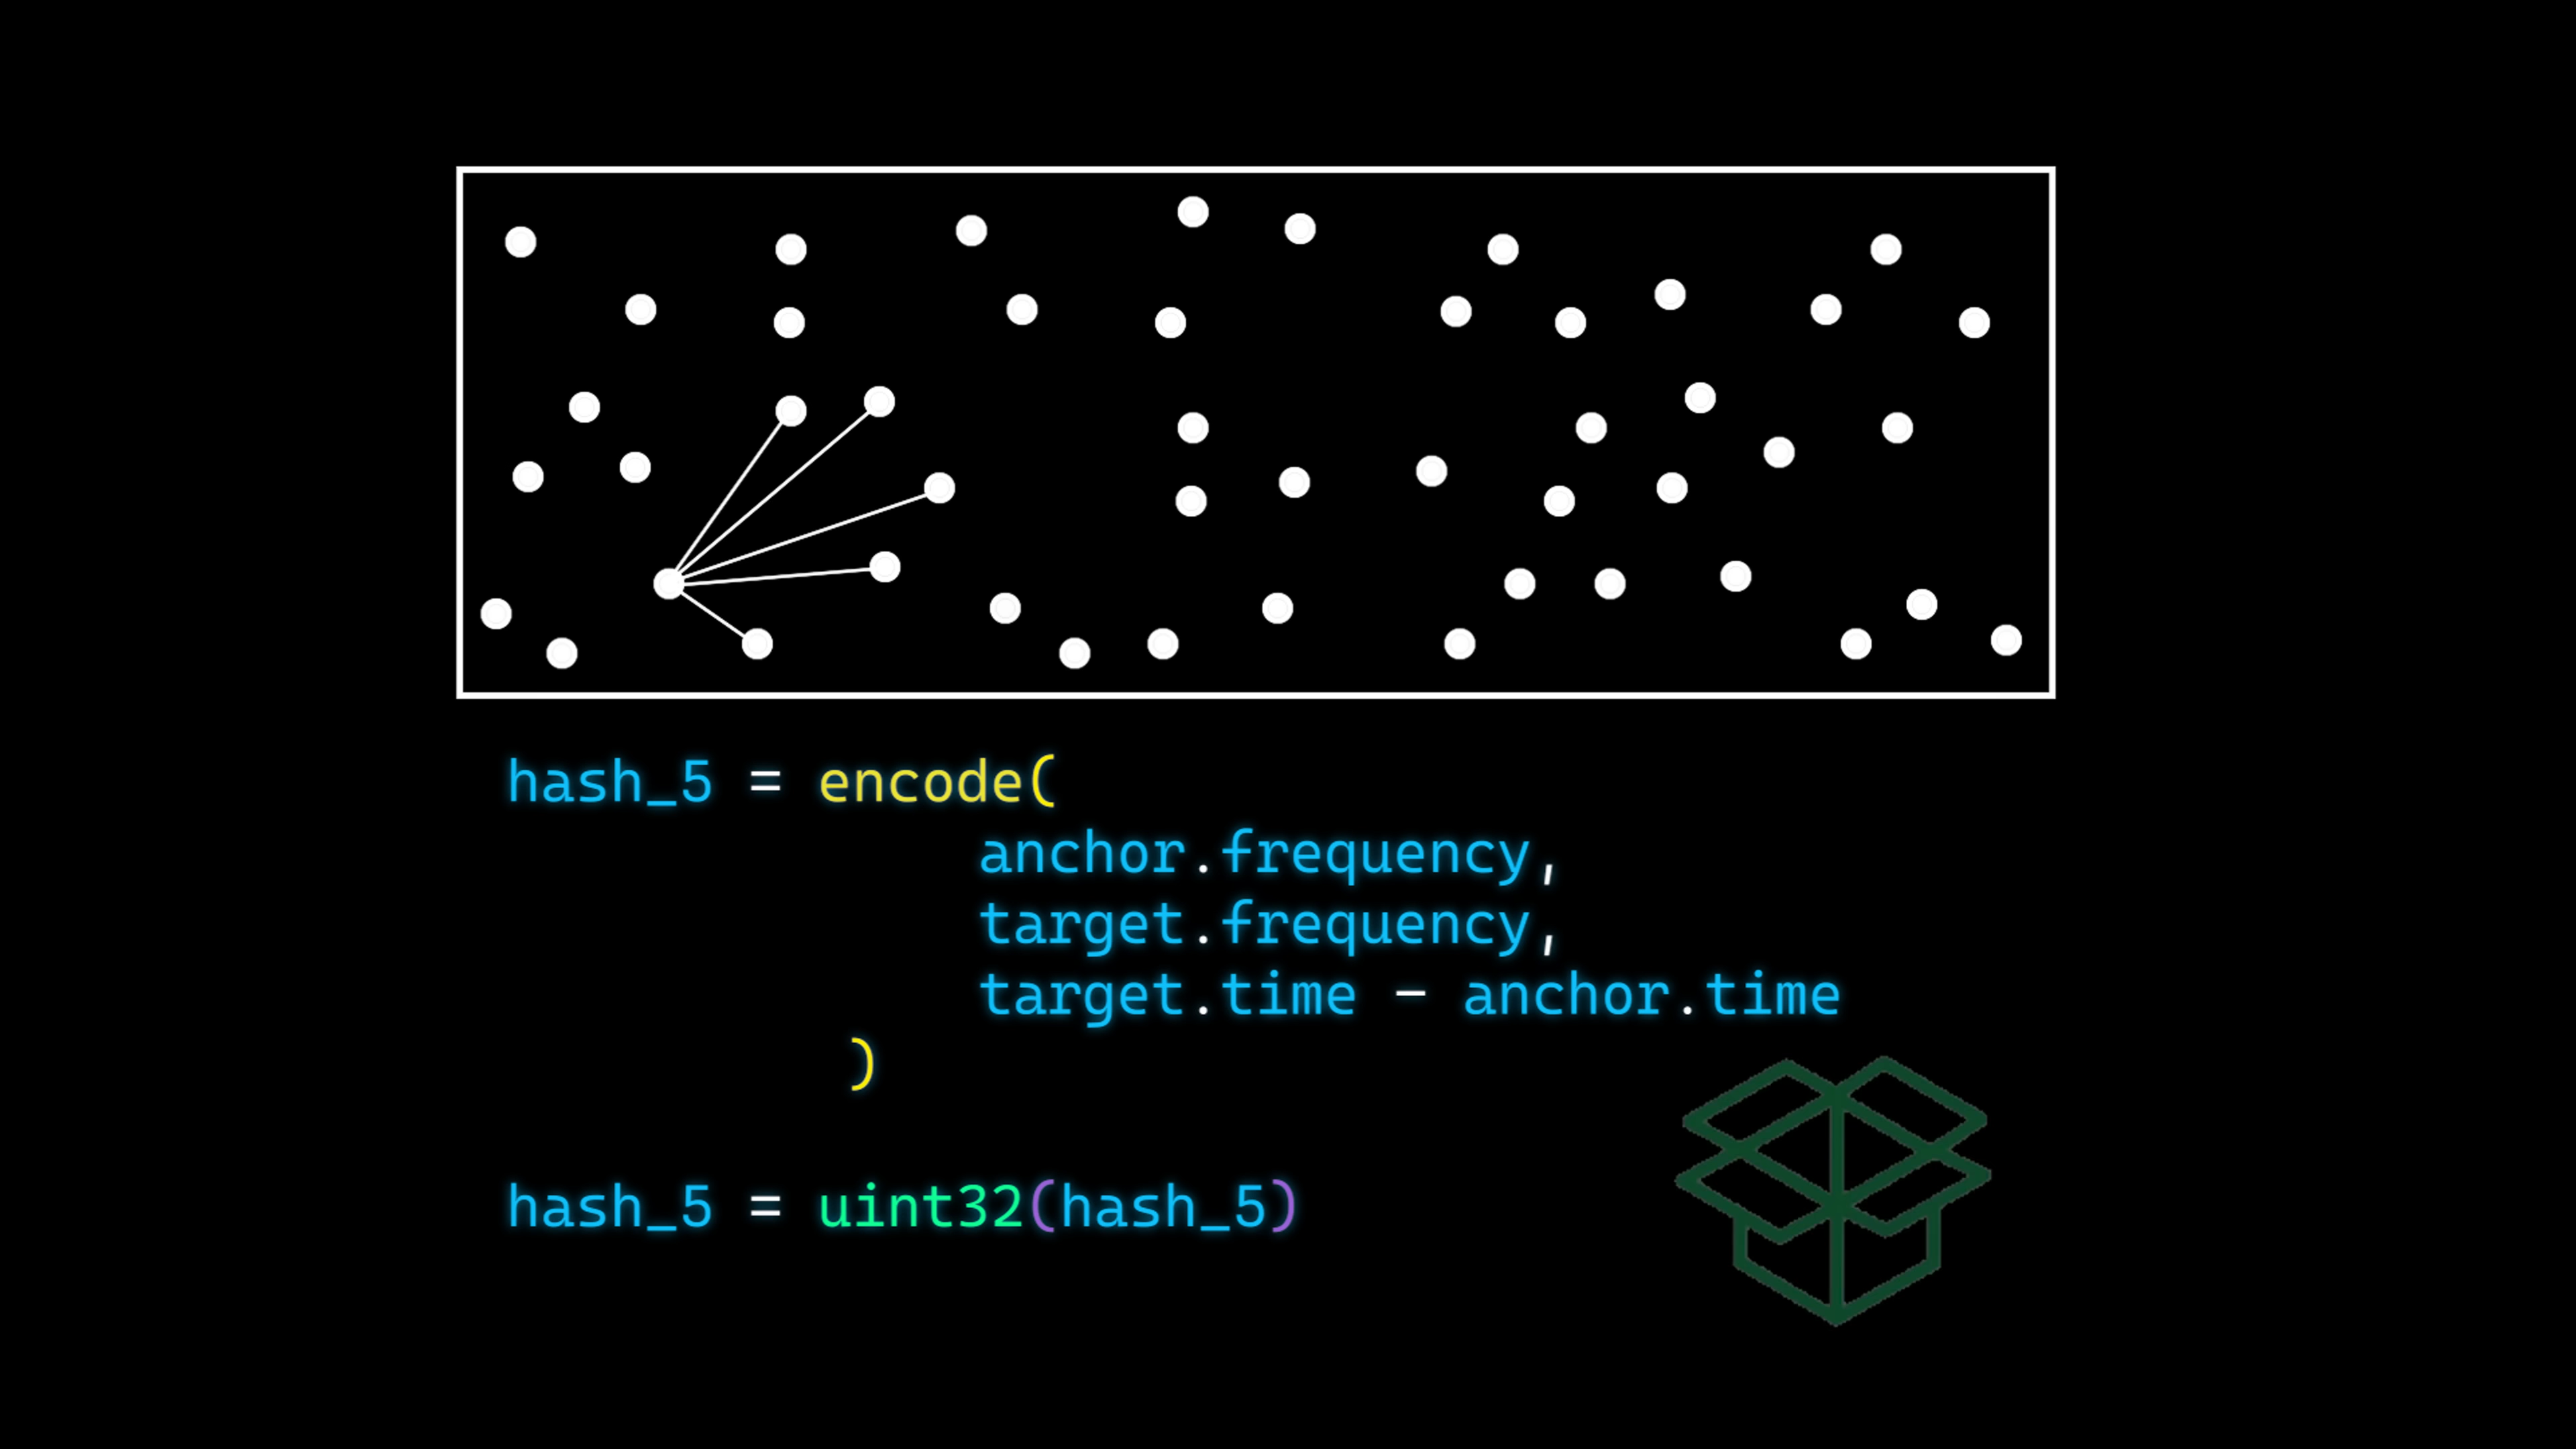 hash_5 = encode(
anchor.frequency,
target.frequency,
target.time - anchor.time
)
hash_5 = uint32(hash_5)